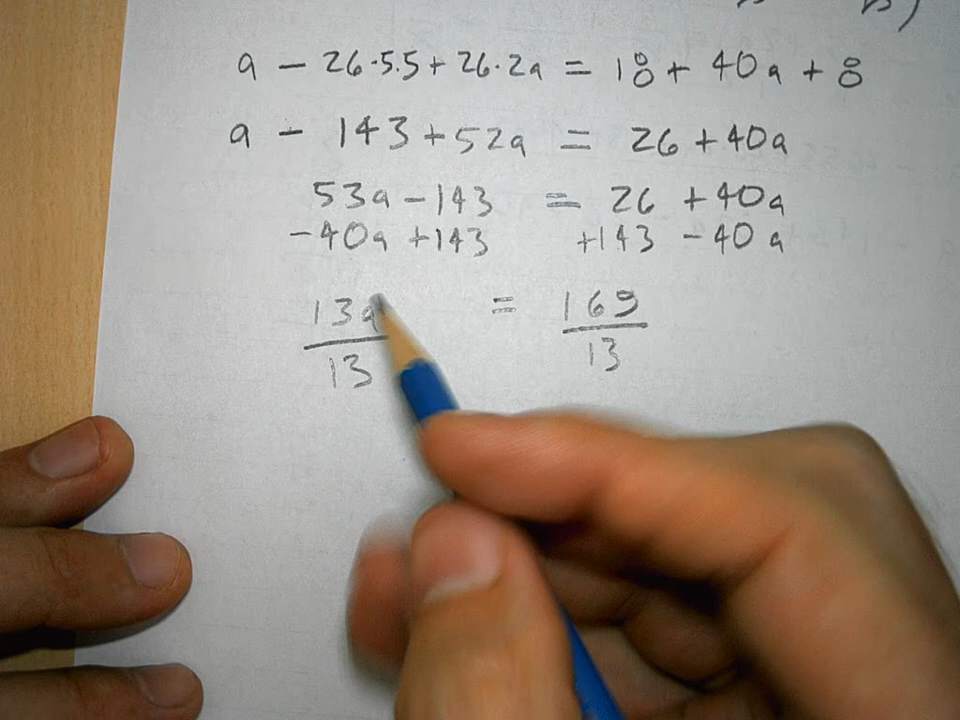 a - 26·5.5 + 26·2a = 18 + 40a + 8
a - 143 + 52a = 26 + 40a
53a - 143 = 26 + 40a
-40a + 143 +143 - 40a
13a = 169
13 13